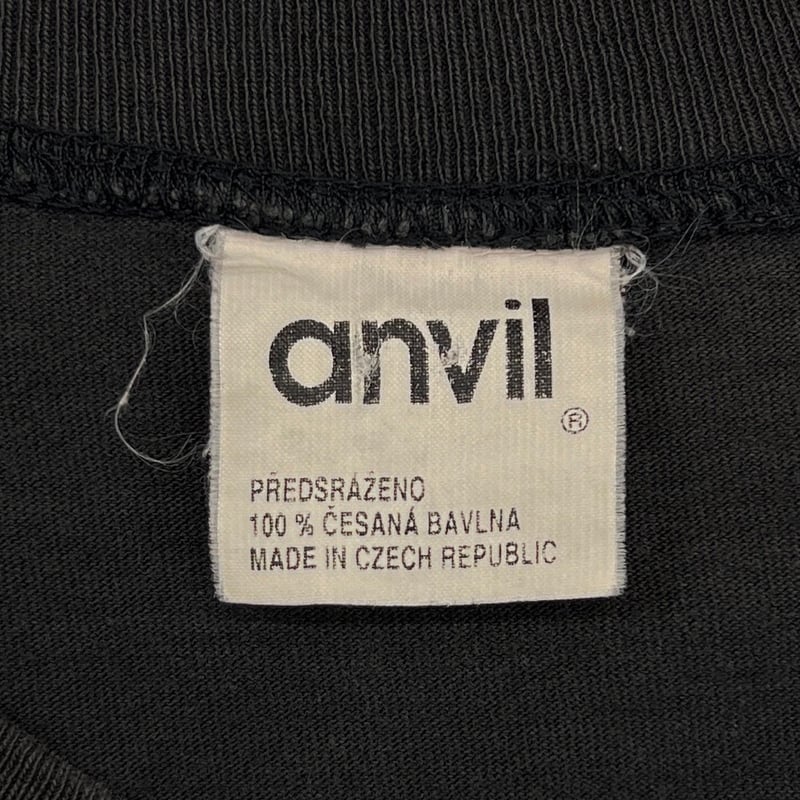 anvil
®
PŘEDSRÁŽENO
100 % ČESANÁ BAVLNA
MADE IN CZECH REPUBLIC